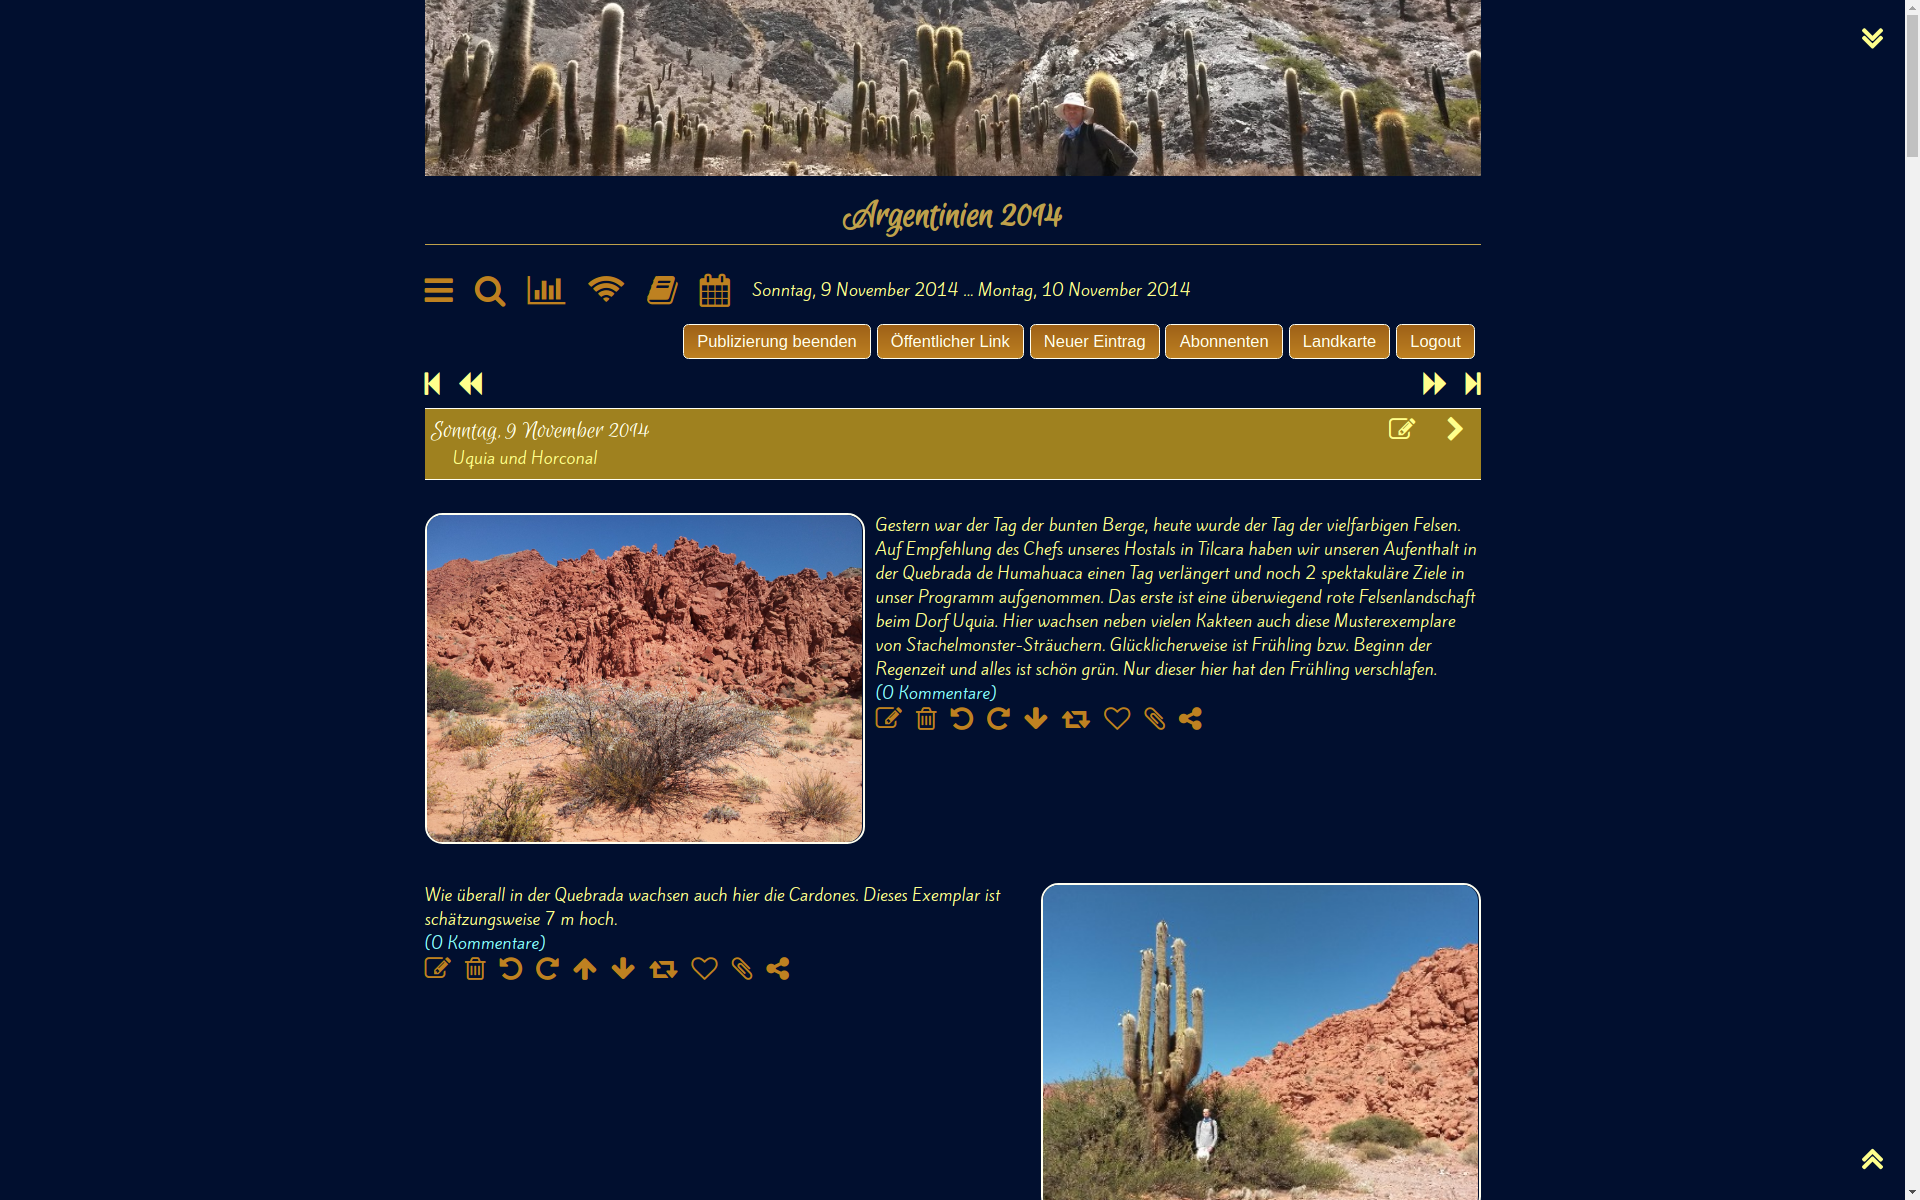 Argentinien 2014
Sonntag, 9 November 2014 ... Montag, 10 November 2014
Publizierung beenden
Öffentlicher Link
Neuer Eintrag
Abonnenten
Landkarte
Logout
Sonntag, 9 November 2014
Uquia und Horconal
Gestern war der Tag der bunten Berge, heute wurde der Tag der vielfarbigen Felsen.
Auf Empfehlung des Chefs unseres Hostals in Tilcara haben wir unseren Aufenthalt in
der Quebrada de Humahuaca einen Tag verlängert und noch 2 spektakuläre Ziele in
unser Programm aufgenommen. Das erste ist eine überwiegend rote Felsenlandschaft
beim Dorf Uquia. Hier wachsen neben vielen Kakteen auch diese Musterexemplare
von Stachelmonster-Sträuchern. Glücklicherweise ist Frühling bzw. Beginn der
Regenzeit und alles ist schön grün. Nur dieser hier hat den Frühling verschlafen.
(0 Kommentare)
Wie überall in der Quebrada wachsen auch hier die Cardones. Dieses Exemplar ist
schätzungsweise 7 m hoch.
(0 Kommentare)